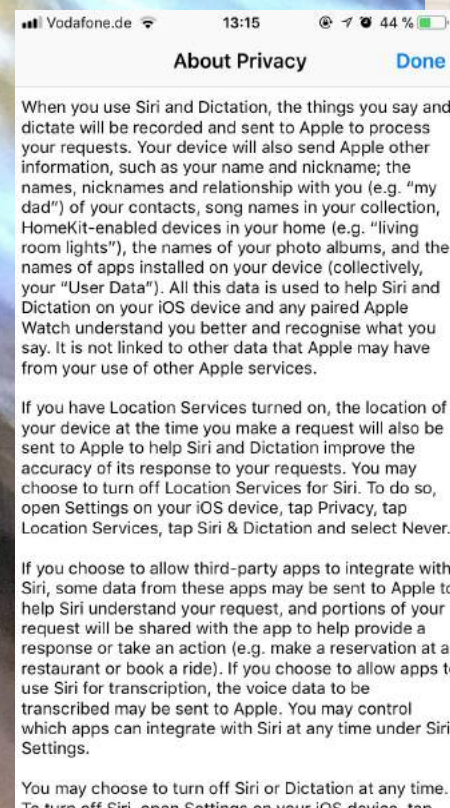 Vodafone.de 13:15 44 %
About Privacy Done
When you use Siri and Dictation, the things you say and
dictate will be recorded and sent to Apple to process
your requests. Your device will also send Apple other
information, such as your name and nickname; the
names, nicknames and relationship with you (e.g. “my
dad”) of your contacts, song names in your collection,
HomeKit-enabled devices in your home (e.g. “living
room lights”), the names of your photo albums, and the
names of apps installed on your device (collectively,
your “User Data”). All this data is used to help Siri and
Dictation on your iOS device and any paired Apple
Watch understand you better and recognise what you
say. It is not linked to other data that Apple may have
from your use of other Apple services.
If you have Location Services turned on, the location of
your device at the time you make a request will also be
sent to Apple to help Siri and Dictation improve the
accuracy of its response to your requests. You may
choose to turn off Location Services for Siri. To do so,
open Settings on your iOS device, tap Privacy, tap
Location Services, tap Siri & Dictation and select Never.
If you choose to allow third-party apps to integrate with
Siri, some data from these apps may be sent to Apple to
help Siri understand your request, and portions of your
request will be shared with the app to help provide a
response or take an action (e.g. make a reservation at a
restaurant or book a ride). If you choose to allow apps to
use Siri for transcription, the voice data to be
transcribed may be sent to Apple. You may control
which apps can integrate with Siri at any time under Siri
Settings.
You may choose to turn off Siri or Dictation at any time.
To turn off Siri, open Settings on your iOS device, tap